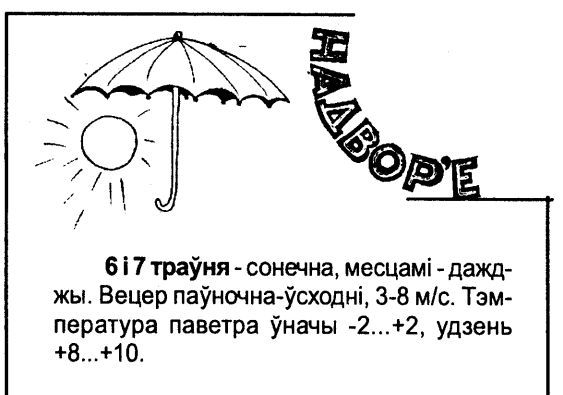 НАДВОР'Е
6 і 7 траўня - сонечна, месцамі - дажд-
жы. Вецер паўночна-ўсходні, 3-8 м/с. Тэм-
пература паветра ўначы -2...+2, удзень
+8...+10.